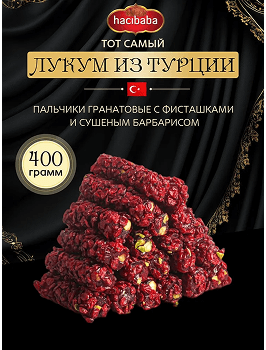 hacıbaba
ТОТ САМЫЙ
ЛУКУМ ИЗ ТУРЦИИ
ПАЛЬЧИКИ ГРАНАТОВЫЕ С ФИСТАШКАМИ
И СУШЕНЫМ БАРБАРИСОМ
400
грамм